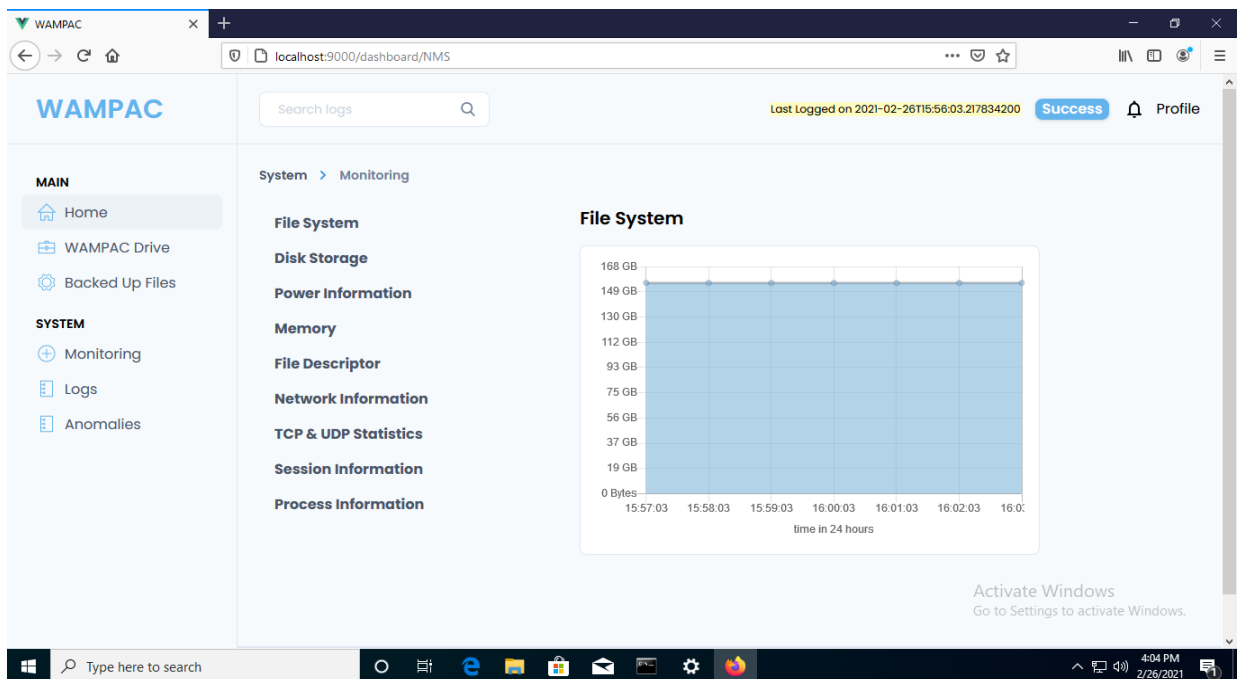 WAMPAC
localhost:9000/dashboard/NMS
WAMPAC
Search logs
Last Logged on 2021-02-26T15:56:03.217834200
Success
Profile
MAIN
Home
WAMPAC Drive
Backed Up Files
SYSTEM
Monitoring
Logs
Anomalies
System > Monitoring
File System
Disk Storage
Power Information
Memory
File Descriptor
Network Information
TCP & UDP Statistics
Session Information
Process Information
File System
168 GB
149 GB
130 GB
112 GB
93 GB
75 GB
56 GB
37 GB
19 GB
0 Bytes
15:57:03 15:58:03 15:59:03 16:00:03 16:01:03 16:02:03
time in 24 hours
Activate Windows
Go to Settings to activate Windows.
Type here to search
4:04 PM
2/26/2021